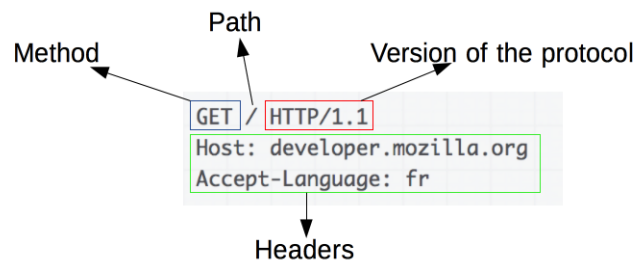 Path
Method
Version of the protocol
GET / HTTP/1.1
Host: developer.mozilla.org
Accept-Language: fr
Headers